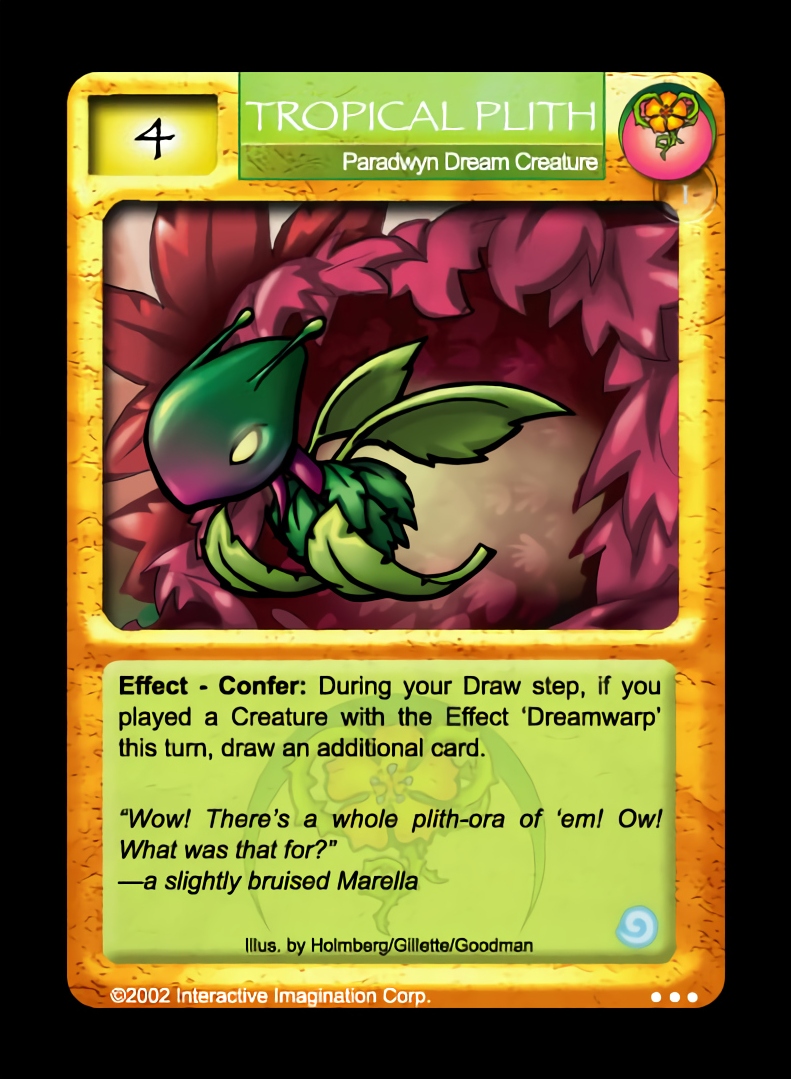 4
TROPICAL PLITH
Paradwyn Dream Creature
1
Effect - Confer: During your Draw step, if you
played a Creature with the Effect ‘Dreamwarp’
this turn, draw an additional card.
“Wow! There’s a whole plith-ora of ’em! Ow!
What was that for?”
—a slightly bruised Marella
Illus. by Holmberg/Gillette/Goodman
©2002 Interactive Imagination Corp.